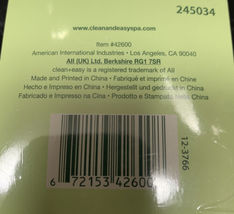 245034
www.cleanandeasyspa.com
Item #42600
American International Industries • Los Angeles, CA 90040
AII (UK) Ltd, Berkshire RG1 7SR
clean+easy is a registered trademark of AII
Made and Printed in China • Fabriqué et imprimé en Chine
Hecho e Impreso en China • Hergestellt und gedruckt in China
Fabricado e Impresso na Cina • Prodotto e Stampato Nella China
12-3766
6 72153 42600